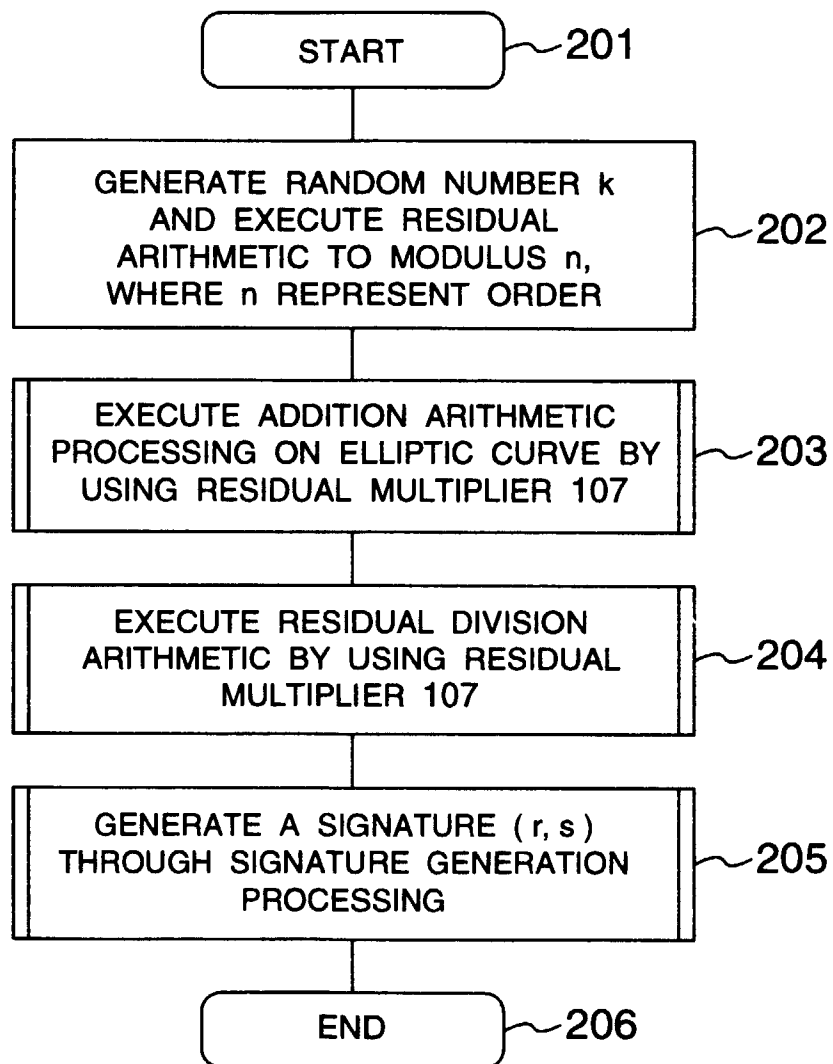 START
201
GENERATE RANDOM NUMBER k
AND EXECUTE RESIDUAL
ARITHMETIC TO MODULUS n,
WHERE n REPRESENT ORDER
202
EXECUTE ADDITION ARITHMETIC
PROCESSING ON ELLIPTIC CURVE BY
USING RESIDUAL MULTIPLIER 107
203
EXECUTE RESIDUAL DIVISION
ARITHMETIC BY USING RESIDUAL
MULTIPLIER 107
204
GENERATE A SIGNATURE (r, s)
THROUGH SIGNATURE GENERATION
PROCESSING
205
END
206